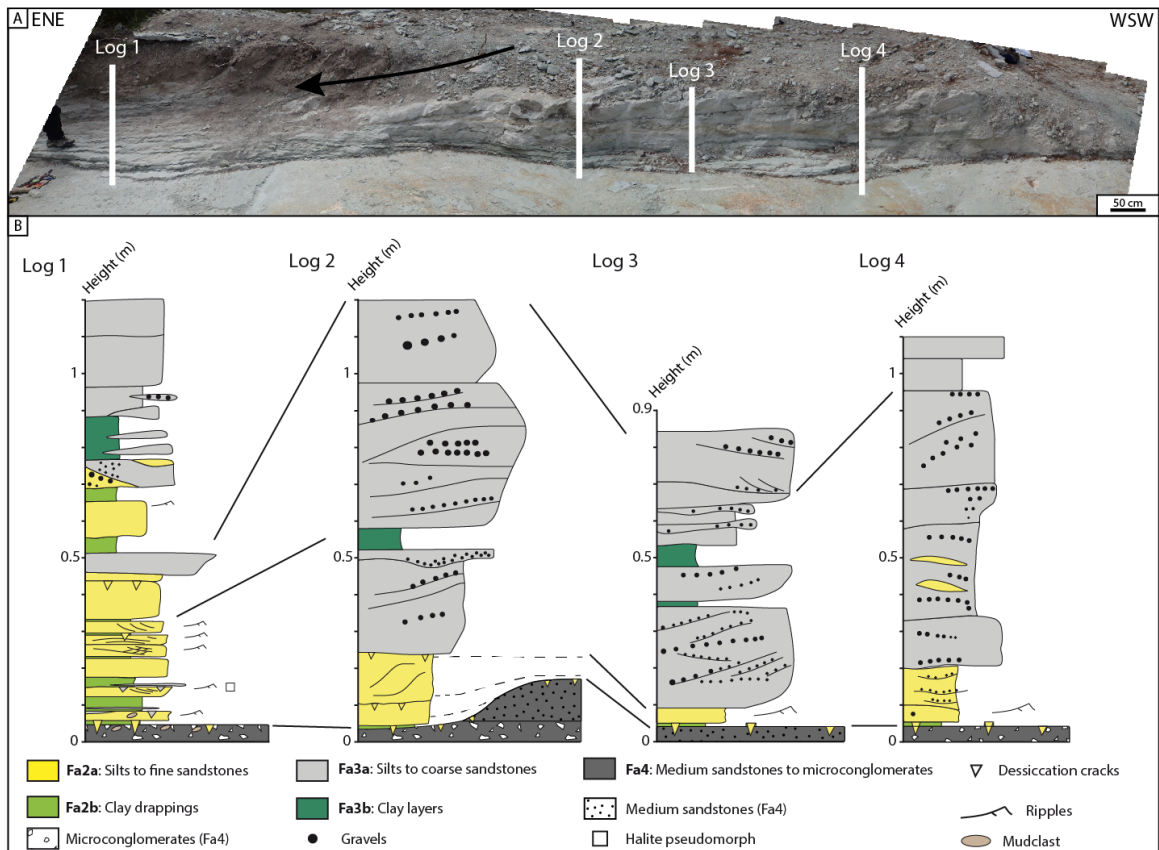 A ENE
WSW
Log 1
Log 2
Log 3
Log 4
50 cm
B
Log 1
Log 2
Log 3
Log 4
Height (m)
1
0.5
0
Height (m)
1
0.5
0
Height (m)
0.9
0.5
0
Height (m)
1
0.5
0
Fa2a: Silts to fine sandstones
Fa3a: Silts to coarse sandstones
Fa4: Medium sandstones to microconglomerates
Dessiccation cracks
Fa2b: Clay drappings
Fa3b: Clay layers
Medium sandstones (Fa4)
Ripples
Microconglomerates (Fa4)
Gravels
Halite pseudomorph
Mudclast